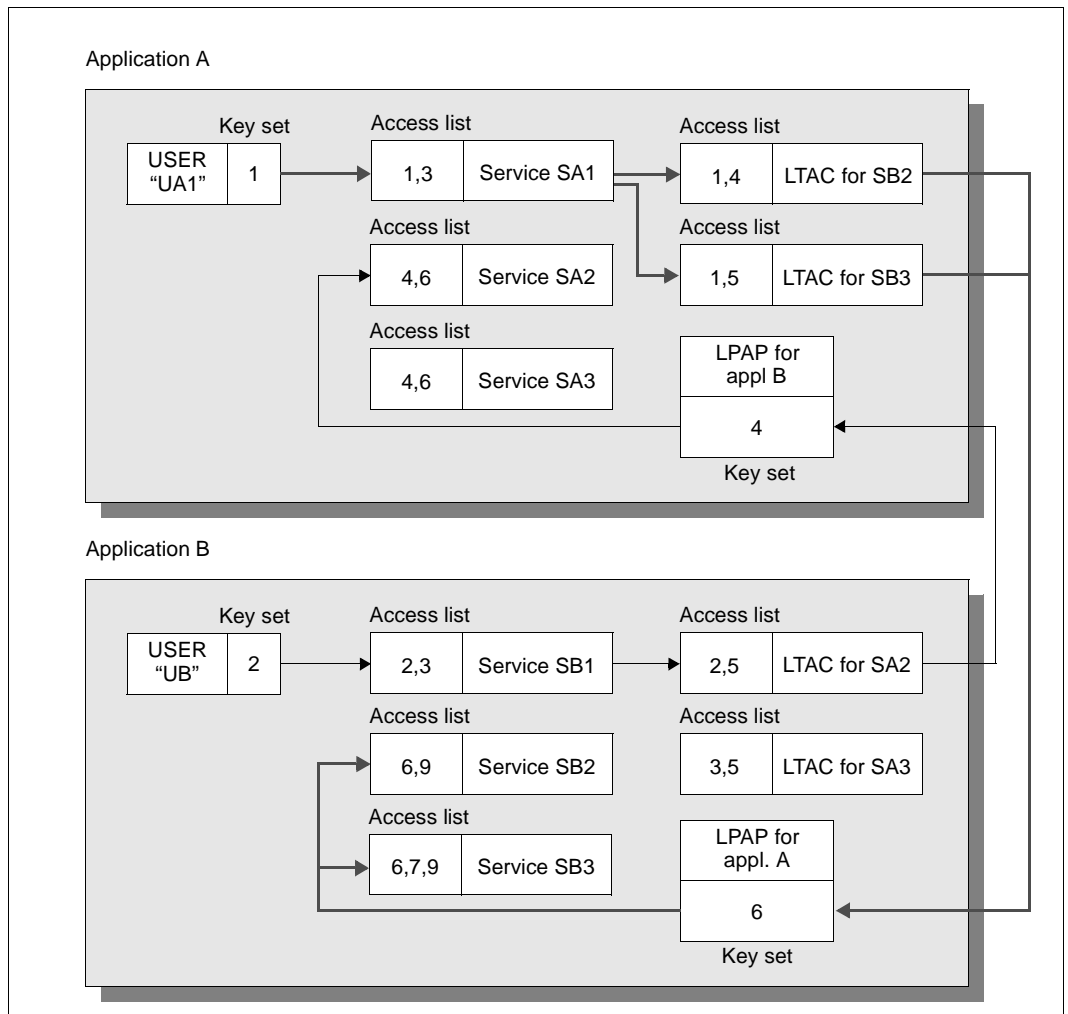 Application A
Key set
Access list
Access list
USER
“UA1”
1
1,3
Service SA1
1,4
LTAC for SB2
Access list
Access list
4,6
Service SA2
1,5
LTAC for SB3
Access list
4,6
Service SA3
LPAP for
appl B
4
Key set
Application B
Key set
Access list
Access list
USER
“UB”
2
2,3
Service SB1
2,5
LTAC for SA2
Access list
Access list
6,9
Service SB2
3,5
LTAC for SA3
Access list
6,7,9
Service SB3
LPAP for
appl. A
6
Key set